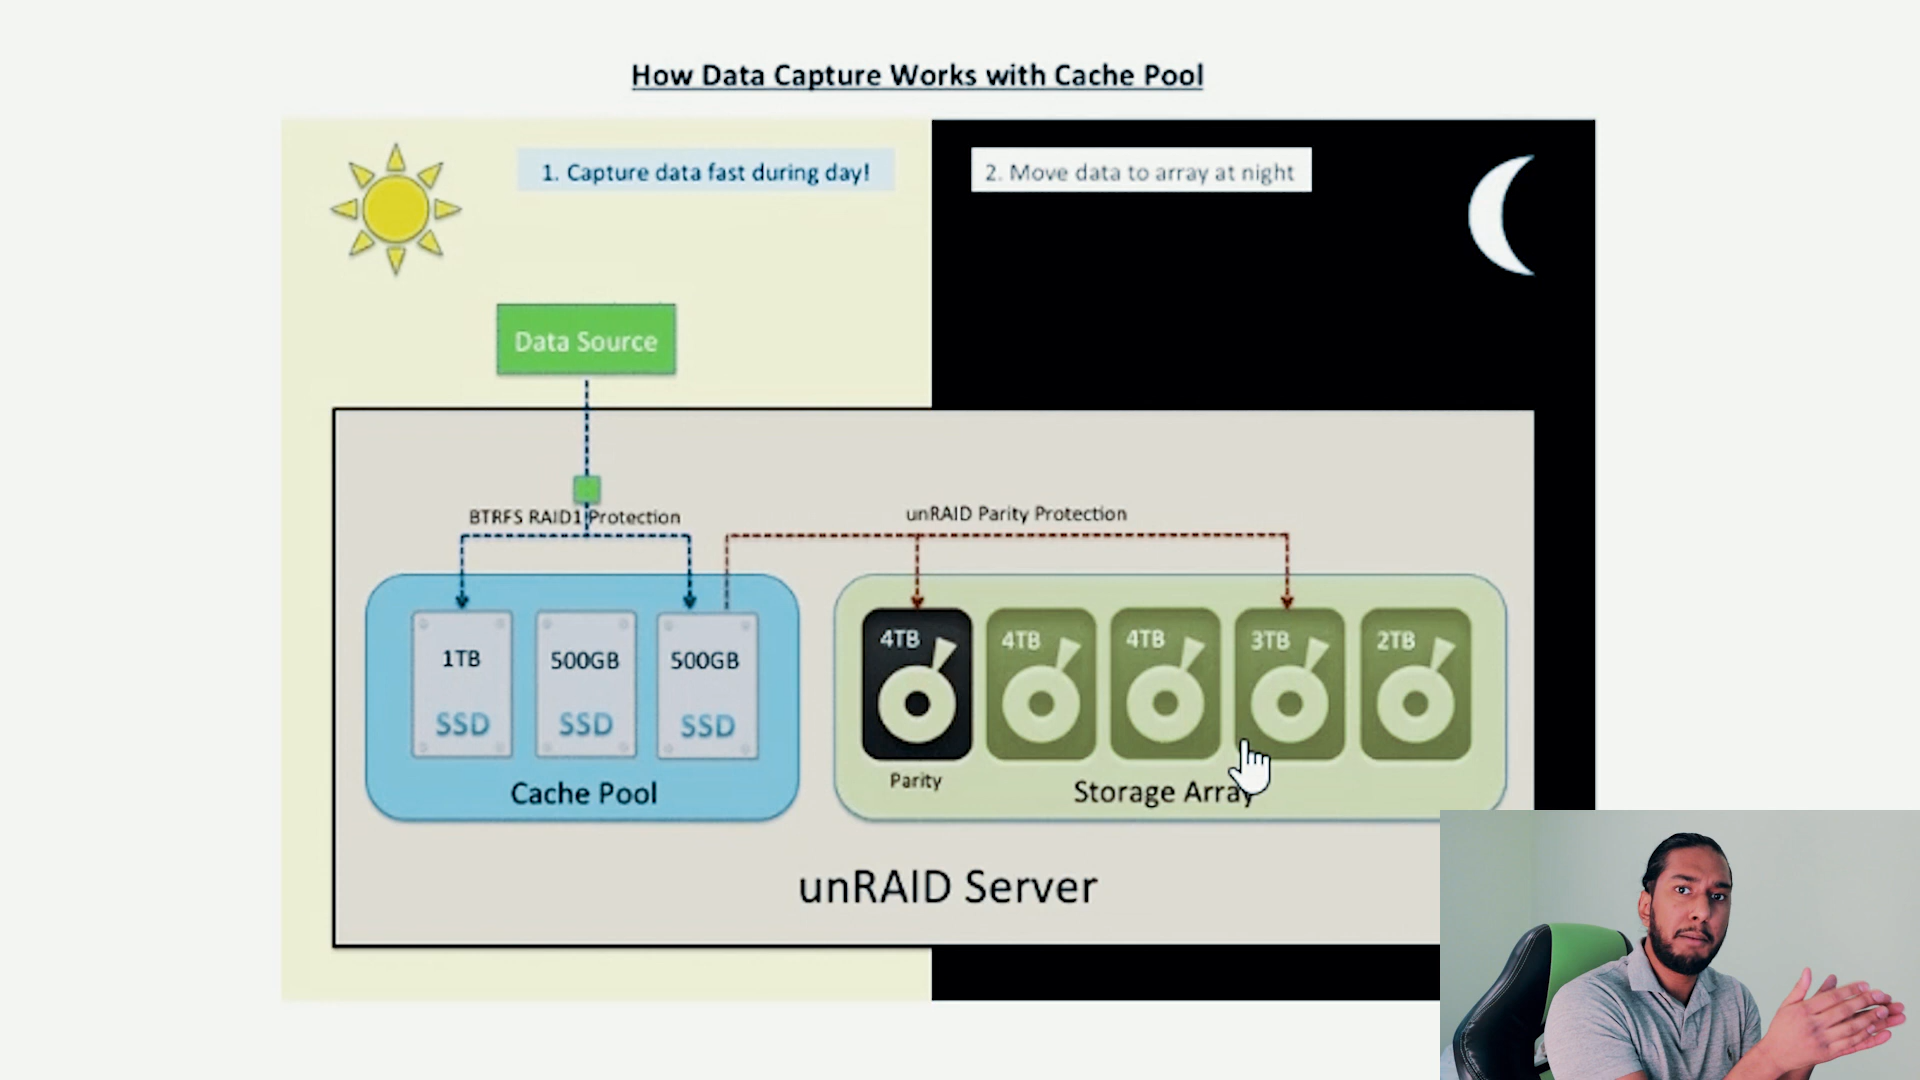 How Data Capture Works with Cache Pool
1. Capture data fast during day!
2. Move data to array at night
Data Source
BTRFS RAID1 Protection
unRAID Parity Protection
1TB
SSD
500GB
SSD
500GB
SSD
Cache Pool
4TB
4TB
4TB
3TB
2TB
Parity
Storage Array
unRAID Server